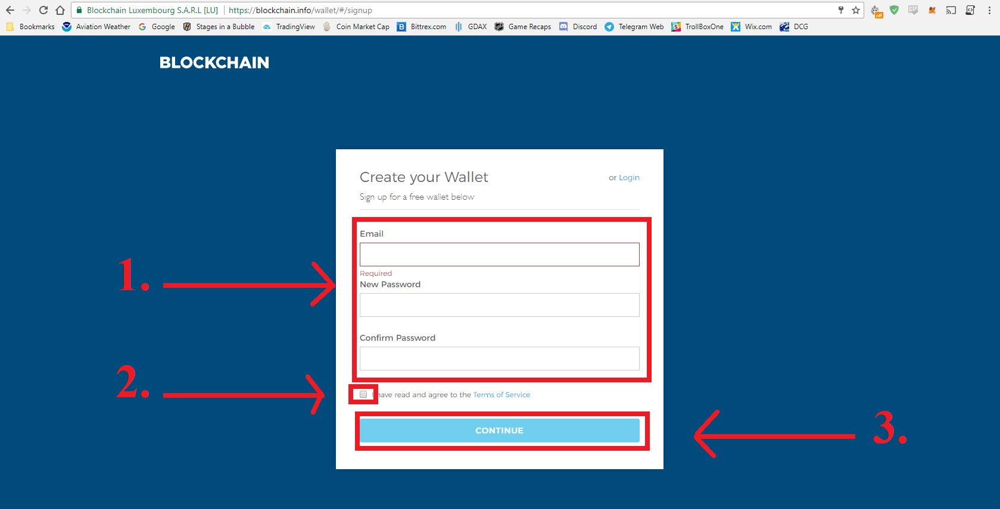 Blockchain Luxembourg S.A.R.L [LU] https://blockchain.info/wallet/#/signup
Bookmarks Aviation Weather Google Stages in a Bubble TradingView Coin Market Cap Bittrex.com GDAX Game Recaps Discord Telegram Web TrollBoxOne Wix.com DCG
BLOCKCHAIN
Create your Wallet or Login
Sign up for a free wallet below
Email
Required
1.
New Password
Confirm Password
2.
I have read and agree to the Terms of Service
CONTINUE
3.